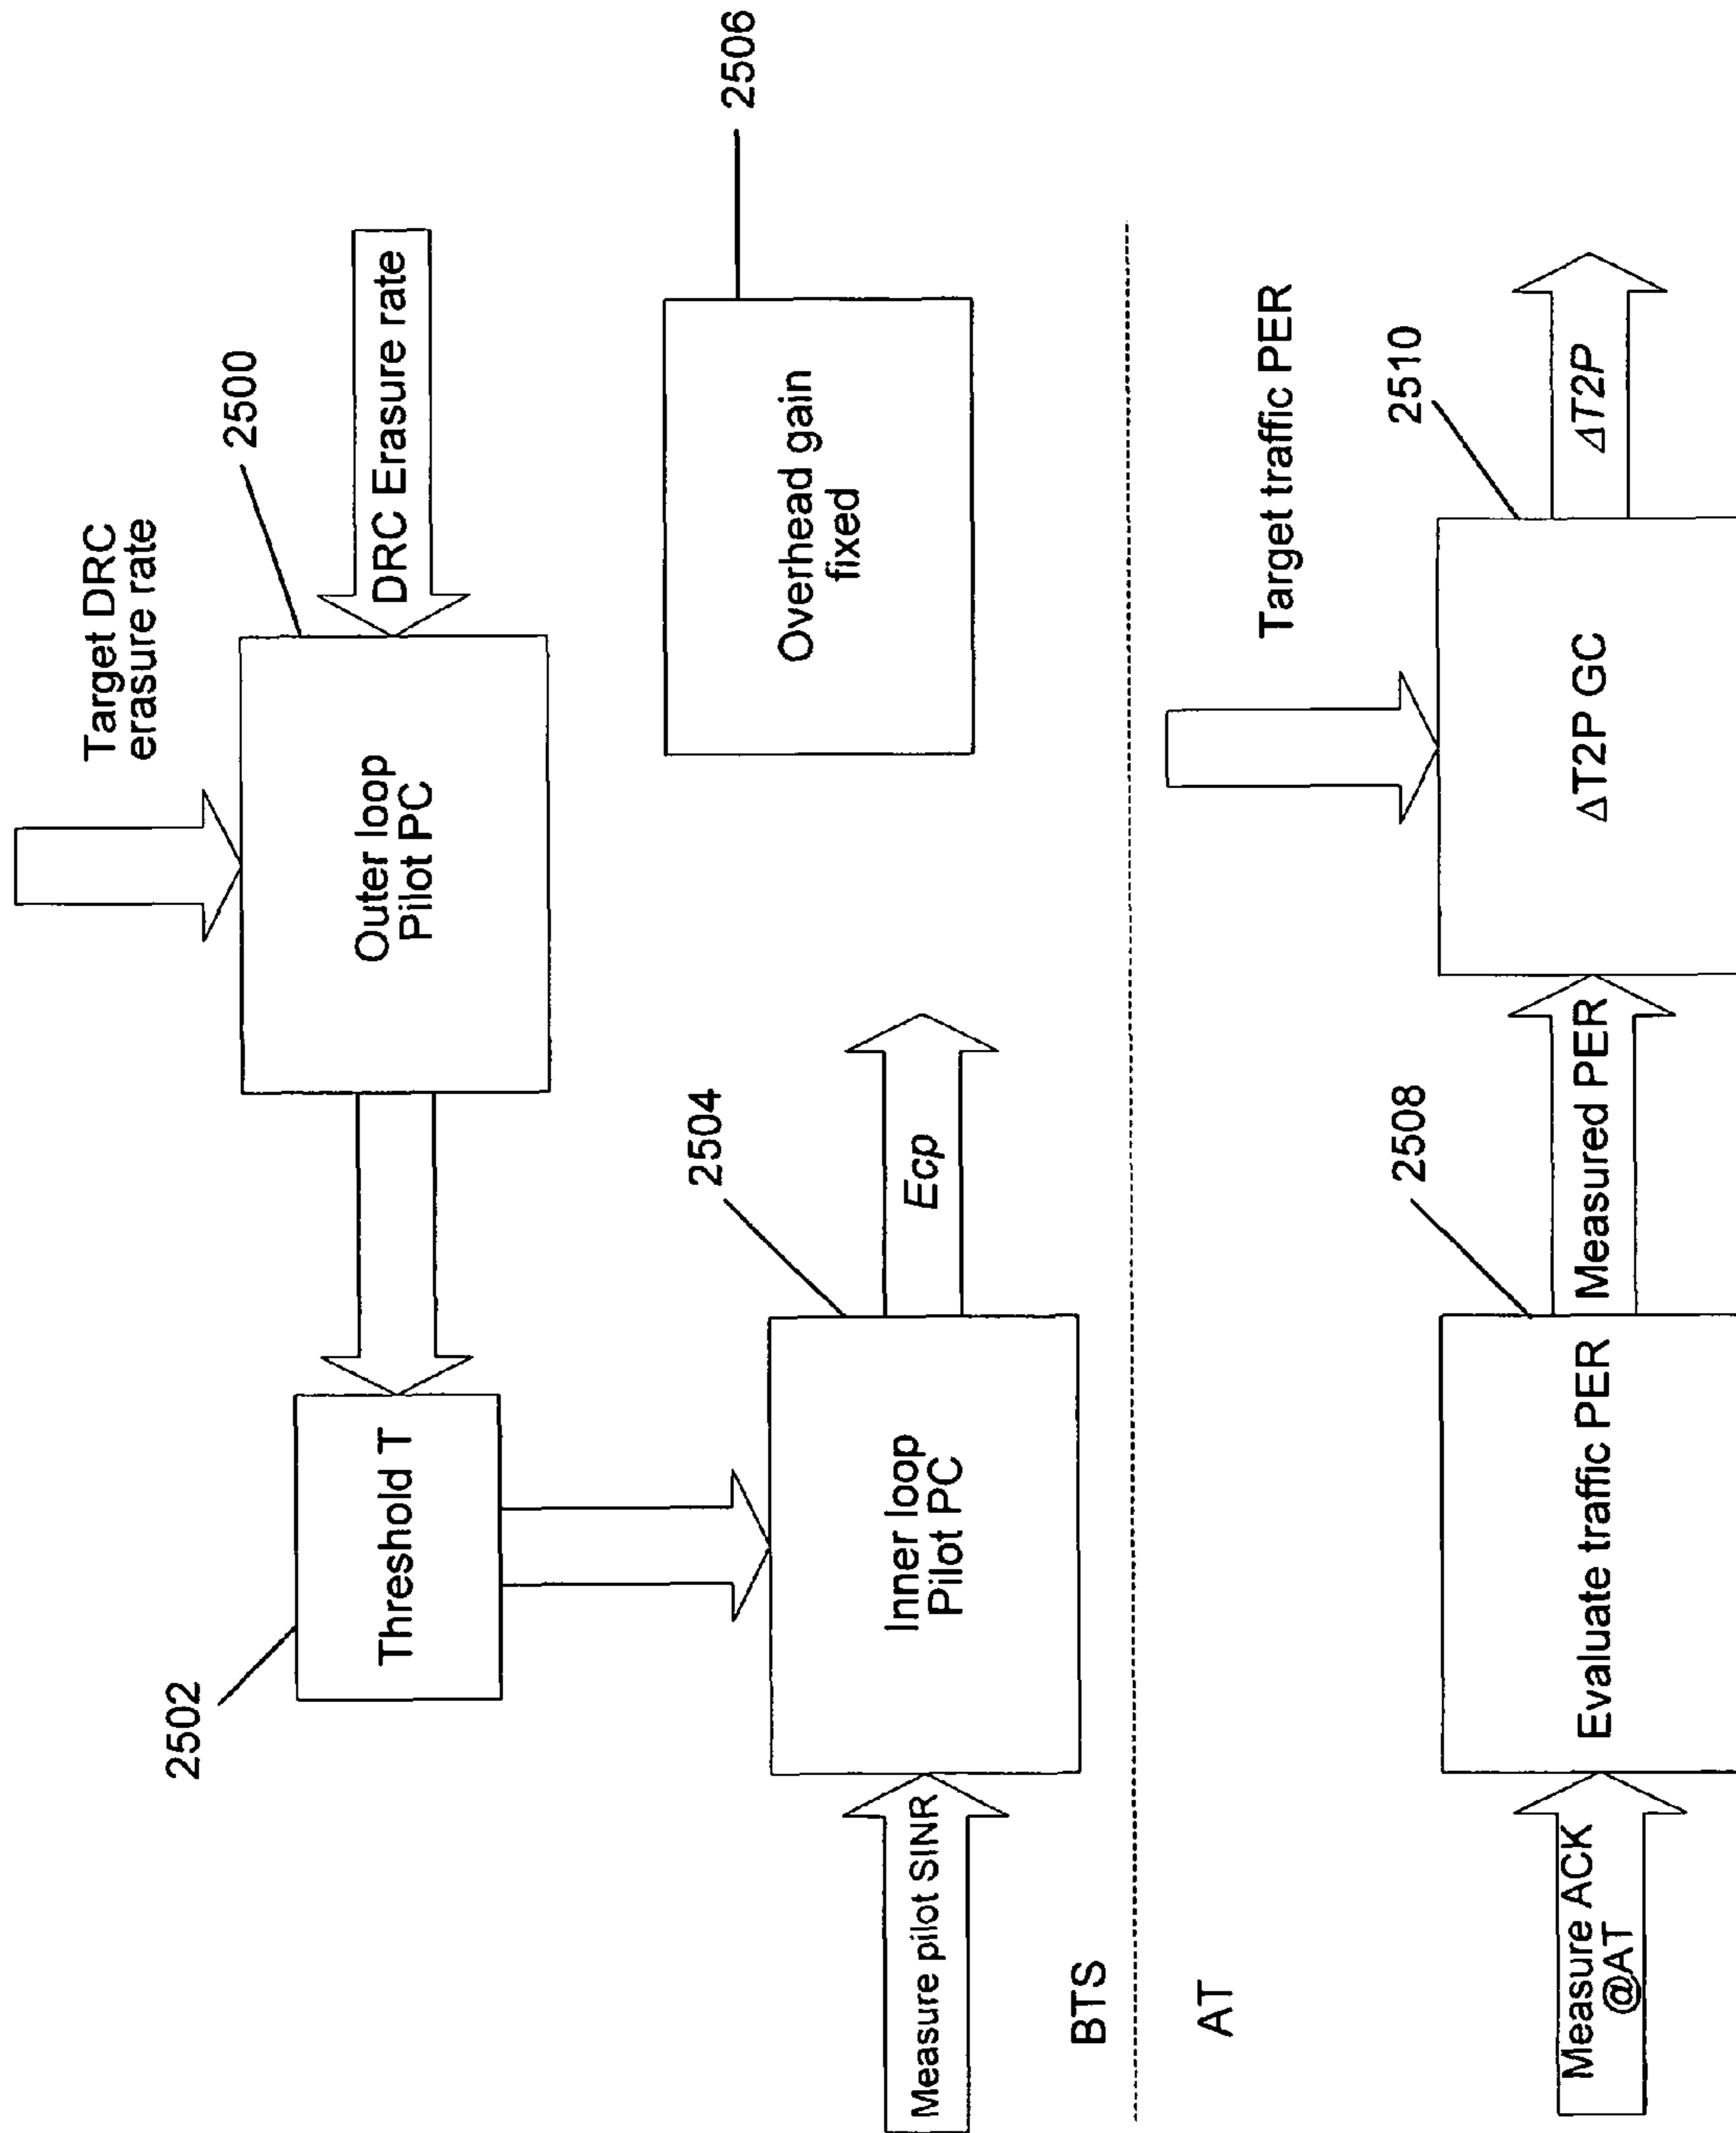 Target DRC
erasure rate
2500
DRC Erasure rate
Outer loop
Pilot PC
2502
Threshold T
2504
2506
Overhead gain
fixed
Measure pilot SINR
Inner loop
Pilot PC
Ecp
BTS
AT
Target traffic PER
2508
2510
Measure ACK
@AT
Evaluate traffic PER
Measured PER
ΔT2P GC
ΔT2P